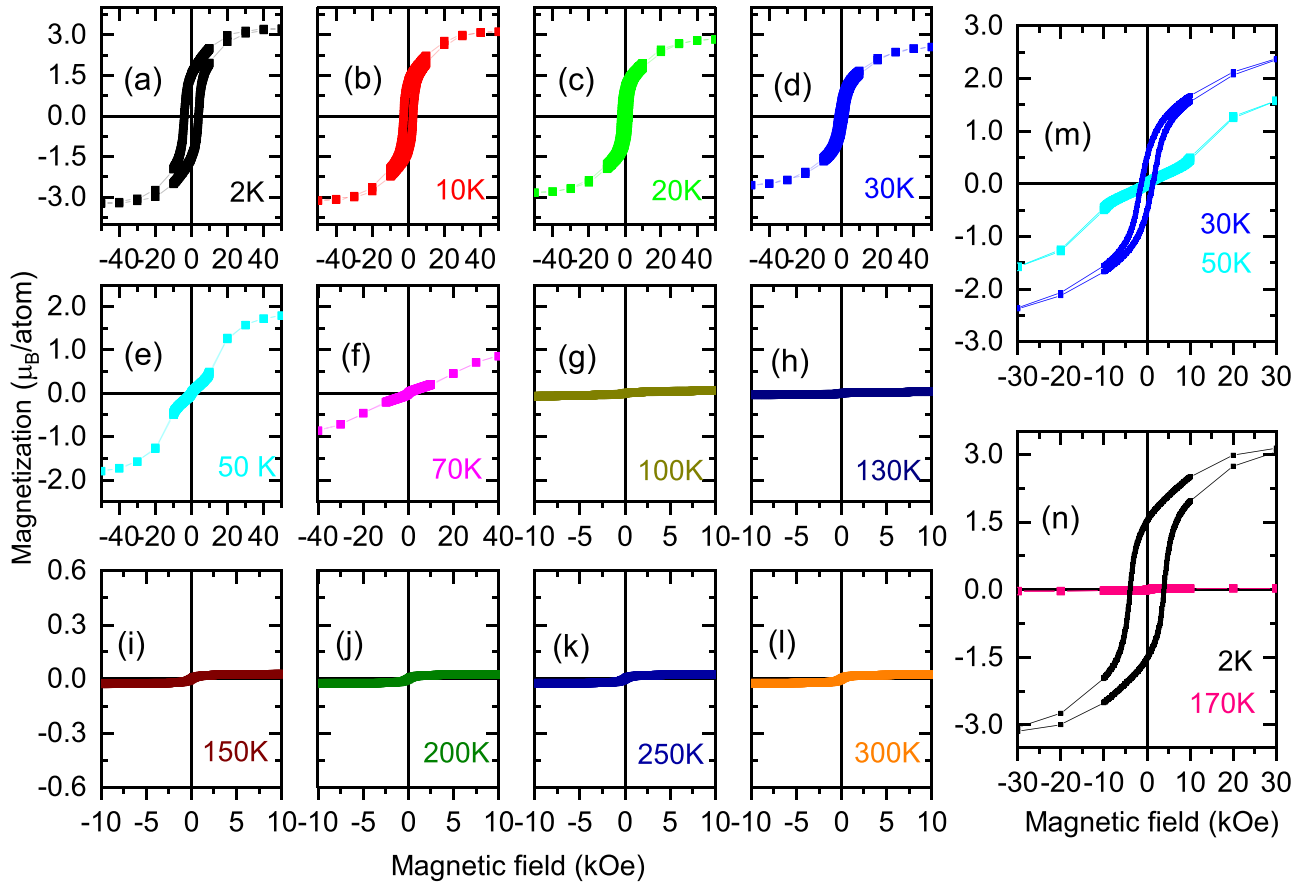 Magnetization (μB/atom)
3.0
1.5
0.0
-1.5
-3.0
(a)
2K
-40 -20 0 20 40
(b)
10K
-40 -20 0 20 40
(c)
20K
-40 -20 0 20 40
(d)
30K
-40 -20 0 20 40
2.0
1.0
0.0
-1.0
-2.0
(e)
50 K
-40 -20 0 20 40
(f)
70K
-40 -20 0 20 40
(g)
100K
-10 -5 0 5 10
(h)
130K
-10 -5 0 5 10
0.6
0.3
0.0
-0.3
-0.6
(i)
150K
-10 -5 0 5 10
(j)
200K
-10 -5 0 5 10
(k)
250K
-10 -5 0 5 10
(l)
300K
-10 -5 0 5 10
Magnetic field (kOe)
3.0
2.0
1.0
0.0
-1.0
-2.0
-3.0
(m)
30K
50K
-30 -20 -10 0 10 20 30
3.0
1.5
0.0
-1.5
-3.0
(n)
2K
170K
-30 -20 -10 0 10 20 30
Magnetic field (kOe)